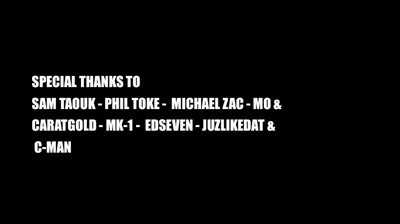 SPECIAL THANKS TO
SAM TAOUK - PHIL TOKE - MICHAEL ZAC - MO &
CARATGOLD - MK-1 - EDSEVEN - JUZLIKEDAT &
C-MAN